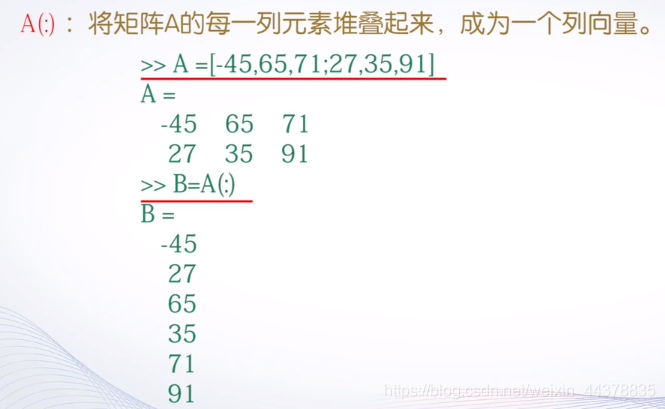 A(:)：将矩阵A的每一列元素堆叠起来，成为一个列向量。
>> A =[-45,65,71;27,35,91]
A =
-45 65 71
27 35 91
>> B=A(:)
B =
-45
27
65
35
71
91
https://blog.csdn.net/weixin_44378835